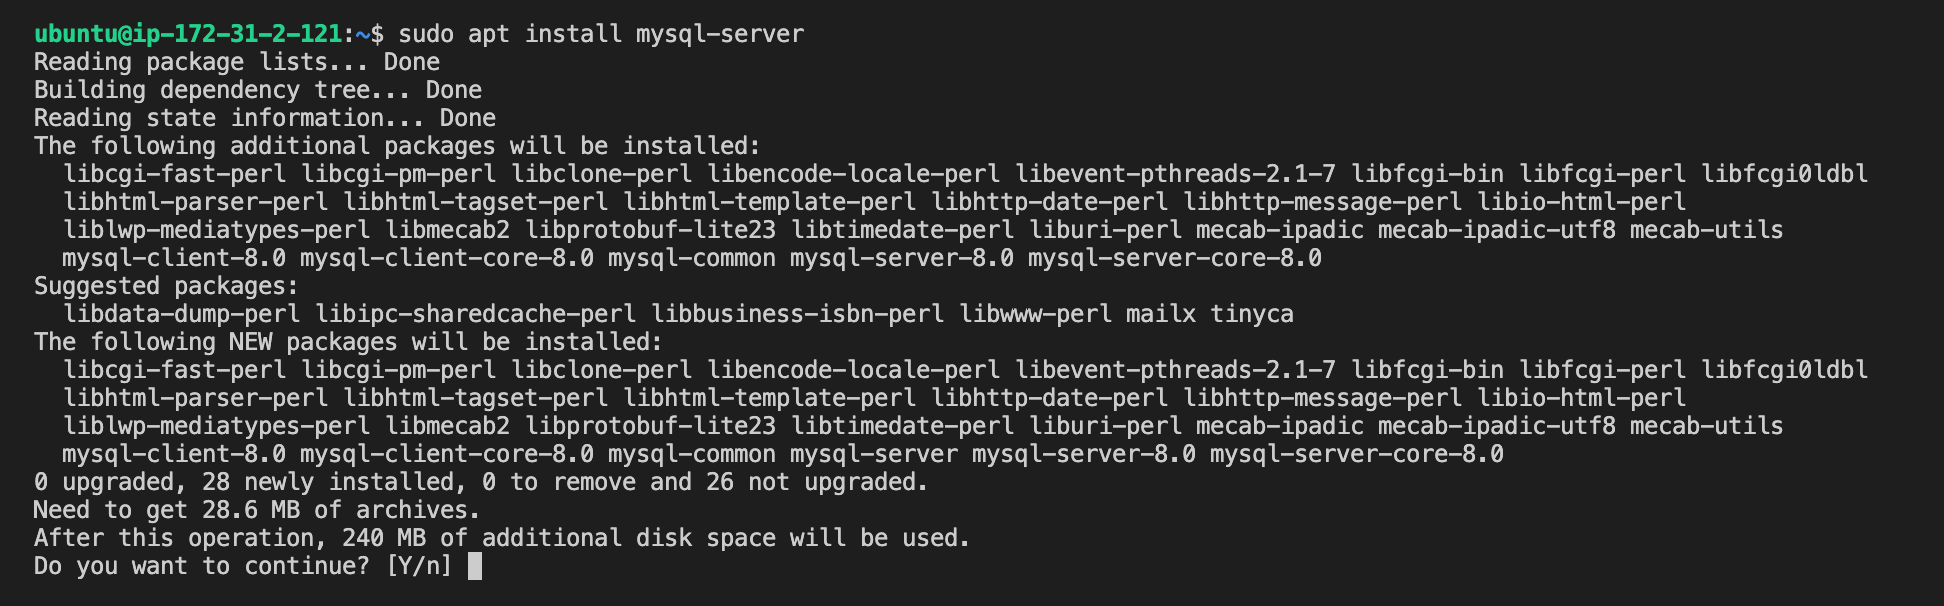 ubuntu@ip-172-31-2-121:~$ sudo apt install mysql-server
Reading package lists... Done
Building dependency tree... Done
Reading state information... Done
The following additional packages will be installed:
  libcgi-fast-perl libcgi-pm-perl libclone-perl libencode-locale-perl libevent-pthreads-2.1-7 libfcgi-bin libfcgi-perl libfcgi0ldbl
  libhtml-parser-perl libhtml-tagset-perl libhtml-template-perl libhttp-date-perl libhttp-message-perl libio-html-perl
  liblwp-mediatypes-perl libmecab2 libprotobuf-lite23 libtimedate-perl liburi-perl mecab-ipadic mecab-ipadic-utf8 mecab-utils
  mysql-client-8.0 mysql-client-core-8.0 mysql-common mysql-server-8.0 mysql-server-core-8.0
Suggested packages:
  libdata-dump-perl libipc-sharedcache-perl libbusiness-isbn-perl libwww-perl mailx tinyca
The following NEW packages will be installed:
  libcgi-fast-perl libcgi-pm-perl libclone-perl libencode-locale-perl libevent-pthreads-2.1-7 libfcgi-bin libfcgi-perl libfcgi0ldbl
  libhtml-parser-perl libhtml-tagset-perl libhtml-template-perl libhttp-date-perl libhttp-message-perl libio-html-perl
  liblwp-mediatypes-perl libmecab2 libprotobuf-lite23 libtimedate-perl liburi-perl mecab-ipadic mecab-ipadic-utf8 mecab-utils
  mysql-client-8.0 mysql-client-core-8.0 mysql-common mysql-server mysql-server-8.0 mysql-server-core-8.0
0 upgraded, 28 newly installed, 0 to remove and 26 not upgraded.
Need to get 28.6 MB of archives.
After this operation, 240 MB of additional disk space will be used.
Do you want to continue? [Y/n]